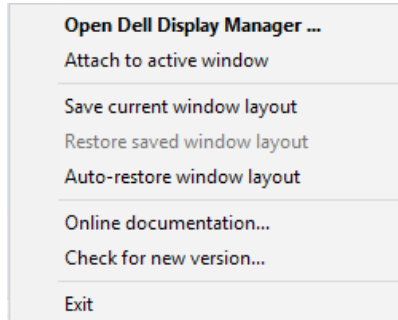 Open Dell Display Manager ...
Attach to active window
Save current window layout
Restore saved window layout
Auto-restore window layout
Online documentation...
Check for new version...
Exit